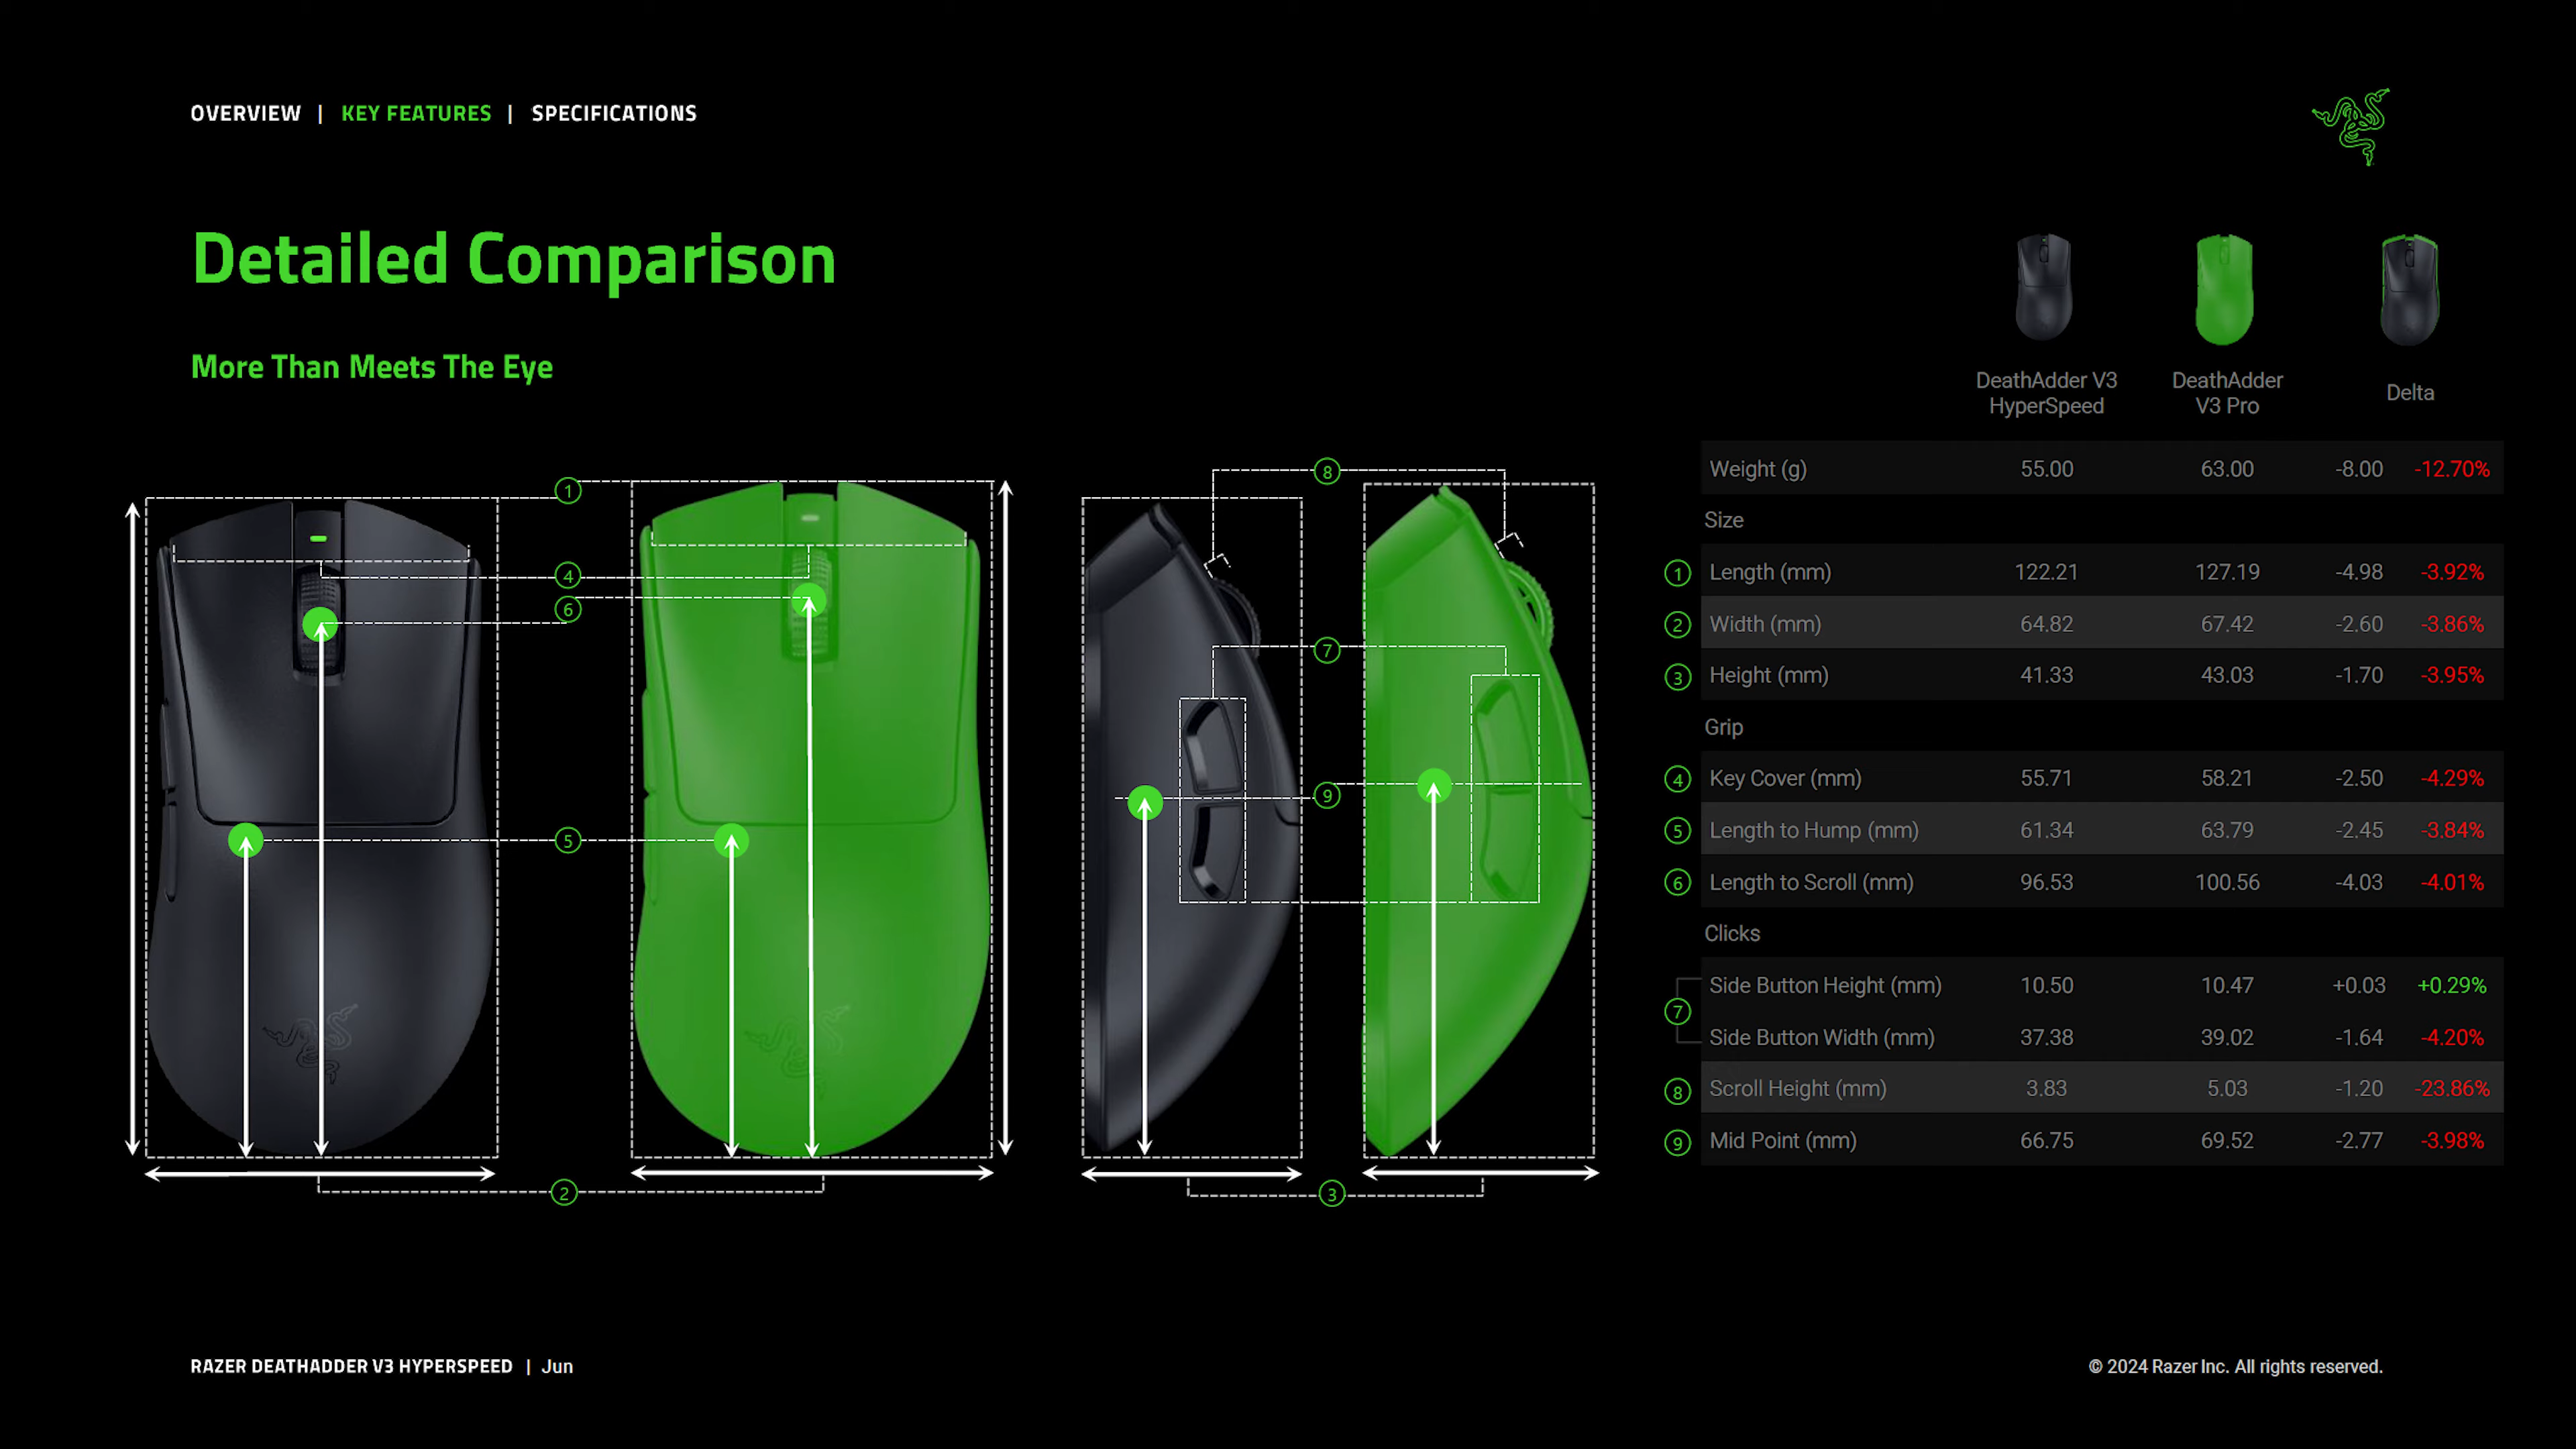 OVERVIEW | KEY FEATURES | SPECIFICATIONS
Detailed Comparison
More Than Meets The Eye
1
4
6
5
2
8
7
9
3
DeathAdder V3 HyperSpeed
DeathAdder V3 Pro
Delta
Weight (g) 55.00 63.00 -8.00 -12.70%
Size
1 Length (mm) 122.21 127.19 -4.98 -3.92%
2 Width (mm) 64.82 67.42 -2.60 -3.86%
3 Height (mm) 41.33 43.03 -1.70 -3.95%
Grip
4 Key Cover (mm) 55.71 58.21 -2.50 -4.29%
5 Length to Hump (mm) 61.34 63.79 -2.45 -3.84%
6 Length to Scroll (mm) 96.53 100.56 -4.03 -4.01%
Clicks
7 Side Button Height (mm) 10.50 10.47 +0.03 +0.29%
Side Button Width (mm) 37.38 39.02 -1.64 -4.20%
8 Scroll Height (mm) 3.83 5.03 -1.20 -23.86%
9 Mid Point (mm) 66.75 69.52 -2.77 -3.98%
RAZER DEATHADDER V3 HYPERSPEED | Jun
© 2024 Razer Inc. All rights reserved.